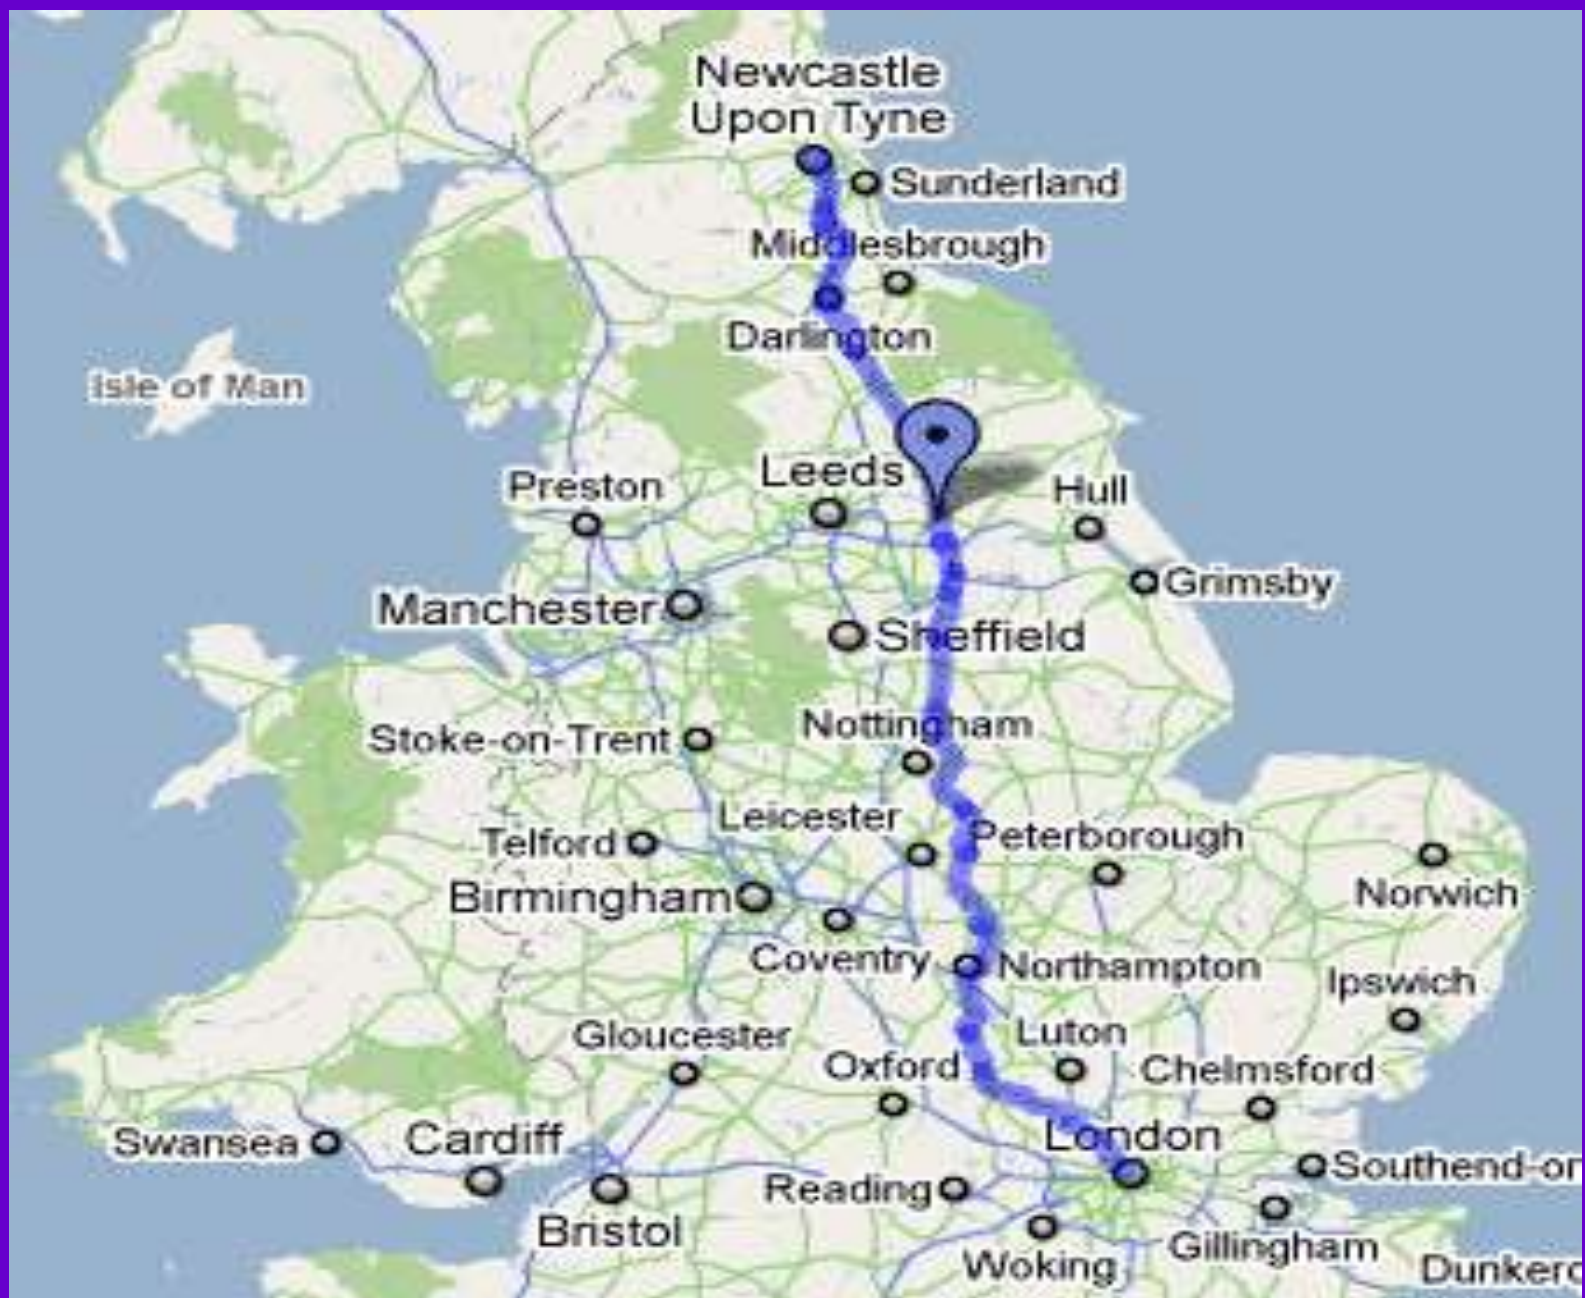 Newcastle
Upon Tyne
Sunderland
Middlesbrough
Darlington
Isle of Man
Leeds
Preston
Hull
Grimsby
Manchester
Sheffield
Nottingham
Stoke-on-Trent
Leicester
Peterborough
Telford
Norwich
Birmingham
Coventry
Northampton
Ipswich
Gloucester
Luton
Oxford
Chelmsford
Swansea
Cardiff
London
Southend-on
Reading
Bristol
Gillingham
Woking
Dunkerq